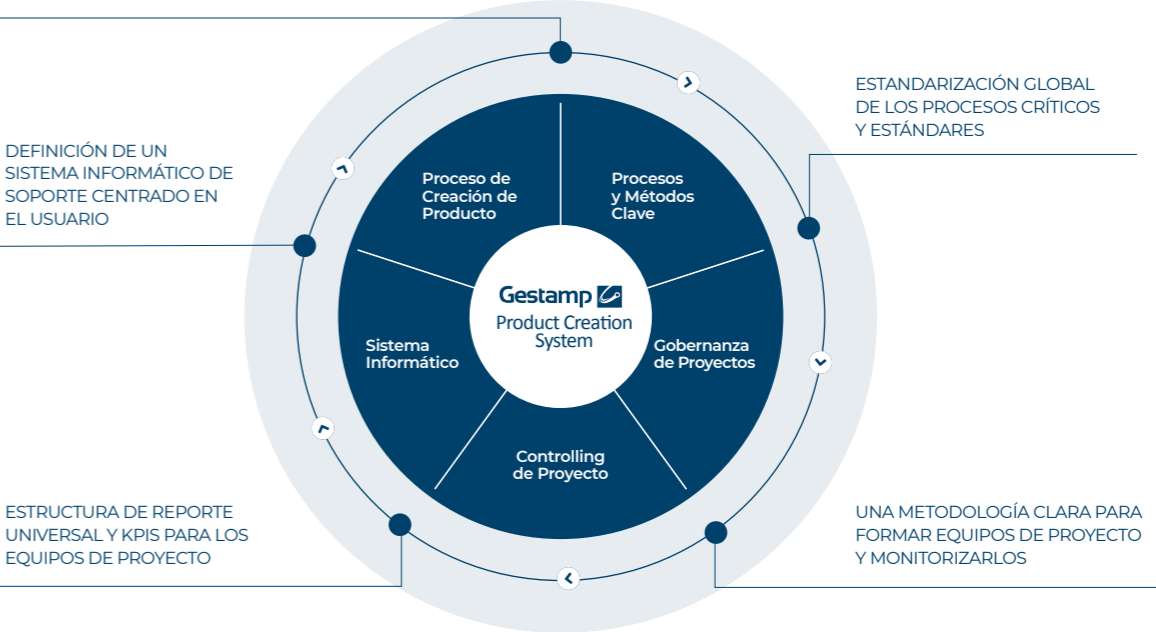 ESTANDARIZACIÓN GLOBAL
DE LOS PROCESOS CRÍTICOS
Y ESTÁNDARES
DEFINICIÓN DE UN
SISTEMA INFORMÁTICO DE
SOPORTE CENTRADO EN
EL USUARIO
Proceso de
Creación de
Producto
Procesos
y Métodos
Clave
Gestamp
Product Creation
System
Sistema
Informático
Gobernanza
de Proyectos
Controlling
de Proyecto
ESTRUCTURA DE REPORTE
UNIVERSAL Y KPIS PARA LOS
EQUIPOS DE PROYECTO
UNA METODOLOGÍA CLARA PARA
FORMAR EQUIPOS DE PROYECTO
Y MONITORIZARLOS